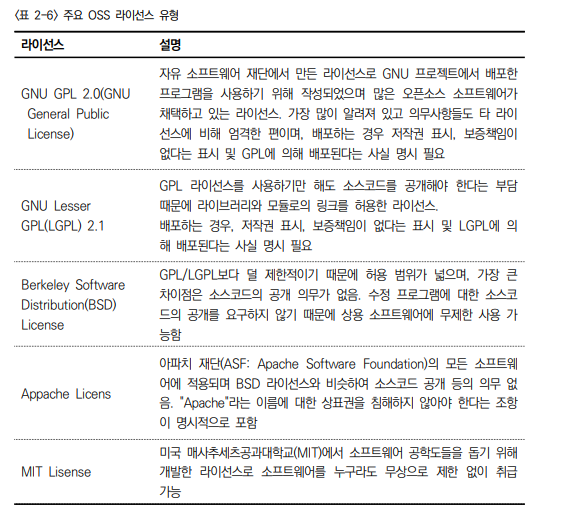 <표 2-6> 주요 OSS 라이선스 유형
라이선스 설명
GNU GPL 2.0(GNU
General Public
License)
자유 소프트웨어 재단에서 만든 라이선스로 GNU 프로젝트에서 배포한
프로그램을 사용하기 위해 작성되었으며 많은 오픈소스 소프트웨어가
채택하고 있는 라이선스. 가장 많이 알려져 있고 의무사항들도 타 라이
선스에 비해 엄격한 편이며, 배포하는 경우 저작권 표시, 보증책임이
없다는 표시 및 GPL에 의해 배포된다는 사실 명시 필요
GNU Lesser
GPL(LGPL) 2.1
GPL 라이선스를 사용하기만 해도 소스코드를 공개해야 한다는 부담
때문에 라이브러리와 모듈로의 링크를 허용한 라이선스.
배포하는 경우, 저작권 표시, 보증책임이 없다는 표시 및 LGPL에 의
해 배포된다는 사실 명시 필요
Berkeley Software
Distribution(BSD)
License
GPL/LGPL보다 덜 제한적이기 때문에 허용 범위가 넓으며, 가장 큰
차이점은 소스코드의 공개 의무가 없음. 수정 프로그램에 대한 소스코
드의 공개를 요구하지 않기 때문에 상용 소프트웨어에 무제한 사용 가
능함
Appache Licens
아파치 재단(ASF: Apache Software Foundation)의 모든 소프트웨
어에 적용되며 BSD 라이선스와 비슷하여 소스코드 공개 등의 의무 없
음. "Apache"라는 이름에 대한 상표권을 침해하지 않아야 한다는 조항
이 명시적으로 포함
MIT Lisense
미국 매사추세츠공과대학교(MIT)에서 소프트웨어 공학도들을 돕기 위해
개발한 라이선스로 소프트웨어를 누구라도 무상으로 제한 없이 취급
가능